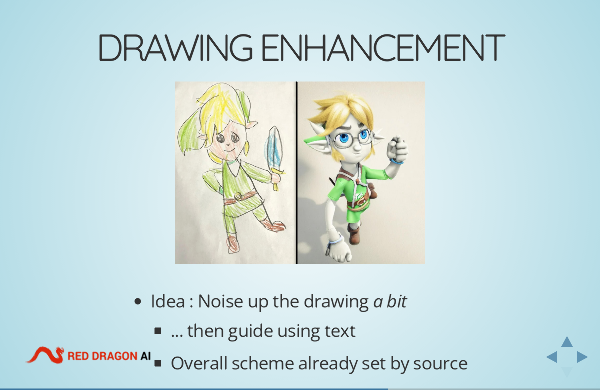 DRAWING ENHANCEMENT
Idea : Noise up the drawing a bit
... then guide using text
RED DRAGON AI
Overall scheme already set by source